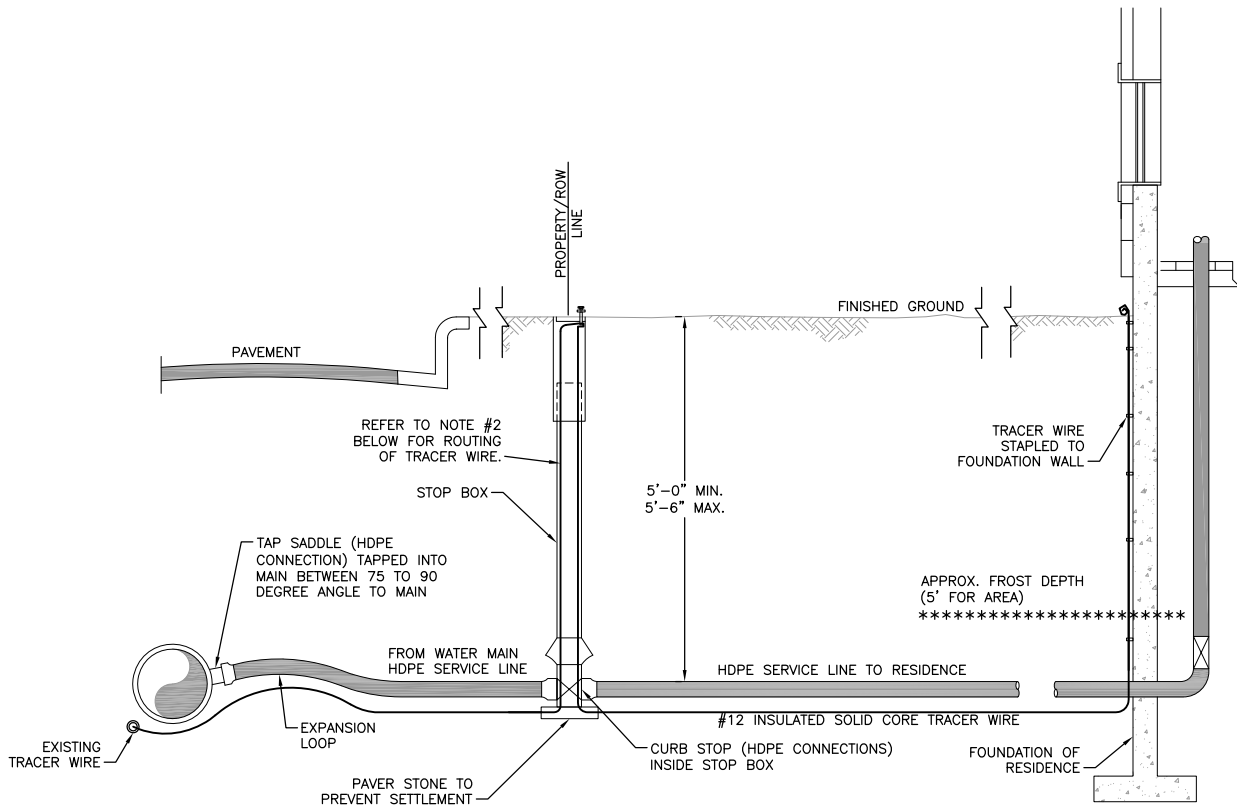 PROPERTY/ROW
LINE
FINISHED GROUND
PAVEMENT
REFER TO NOTE #2
BELOW FOR ROUTING
OF TRACER WIRE.
TRACER WIRE
STAPLED TO
FOUNDATION WALL
STOP BOX
5'-0" MIN.
5'-6" MAX.
TAP SADDLE (HDPE
CONNECTION) TAPPED INTO
MAIN BETWEEN 75 TO 90
DEGREE ANGLE TO MAIN
APPROX. FROST DEPTH
(5' FOR AREA)
FROM WATER MAIN
HDPE SERVICE LINE
HDPE SERVICE LINE TO RESIDENCE
#12 INSULATED SOLID CORE TRACER WIRE
EXPANSION
LOOP
EXISTING
TRACER WIRE
CURB STOP (HDPE CONNECTIONS)
INSIDE STOP BOX
FOUNDATION OF
RESIDENCE
PAVER STONE TO
PREVENT SETTLEMENT